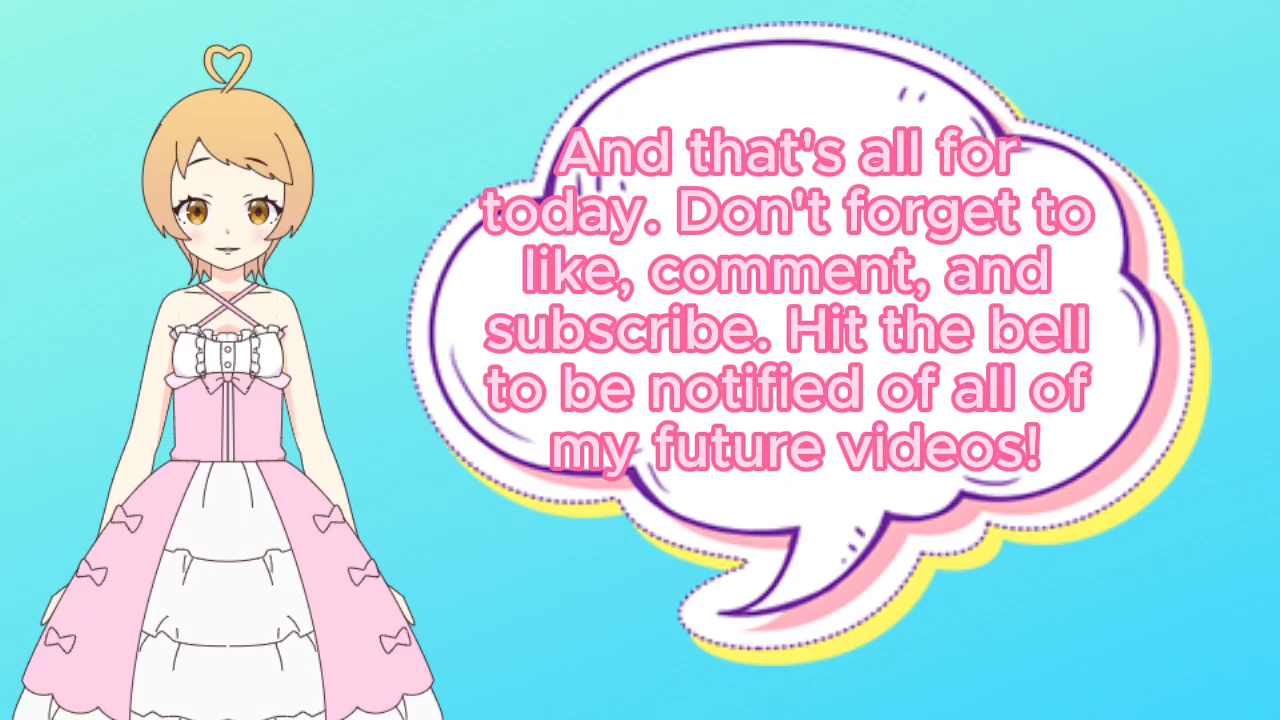 And that's all for
today. Don't forget to
like, comment, and
subscribe. Hit the bell
to be notified of all of
my future videos!